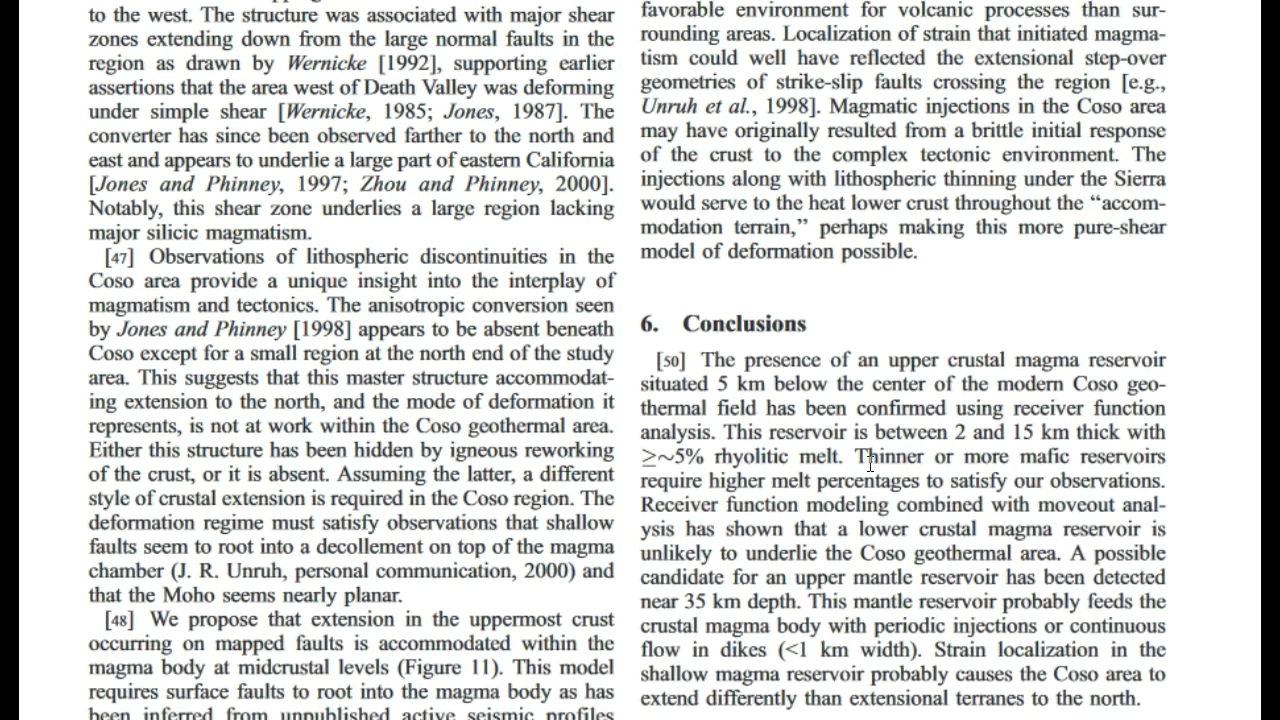 to the west. The structure was associated with major shear
zones extending down from the large normal faults in the
region as drawn by Wernicke [1992], supporting earlier
assertions that the area west of Death Valley was deforming
under simple shear [Wernicke, 1985; Jones, 1987]. The
converter has since been observed farther to the north and
east and appears to underlie a large part of eastern California
[Jones and Phinney, 1997; Zhou and Phinney, 2000].
Notably, this shear zone underlies a large region lacking
major silicic magmatism.
[47] Observations of lithospheric discontinuities in the
Coso area provide a unique insight into the interplay of
magmatism and tectonics. The anisotropic conversion seen
by Jones and Phinney [1998] appears to be absent beneath
Coso except for a small region at the north end of the study
area. This suggests that this master structure accommodat-
ing extension to the north, and the mode of deformation it
represents, is not at work within the Coso geothermal area.
Either this structure has been hidden by igneous reworking
of the crust, or it is absent. Assuming the latter, a different
style of crustal extension is required in the Coso region. The
deformation regime must satisfy observations that shallow
faults seem to root into a decollement on top of the magma
chamber (J. R. Unruh, personal communication, 2000) and
that the Moho seems nearly planar.
[48] We propose that extension in the uppermost crust
occurring on mapped faults is accommodated within the
magma body at midcrustal levels (Figure 11). This model
requires surface faults to root into the magma body as has
been inferred from unpublished active seismic profiles
favorable environment for volcanic processes than sur-
rounding areas. Localization of strain that initiated magma-
tism could well have reflected the extensional step-over
geometries of strike-slip faults crossing the region [e.g.,
Unruh et al., 1998]. Magmatic injections in the Coso area
may have originally resulted from a brittle initial response
of the crust to the complex tectonic environment. The
injections along with lithospheric thinning under the Sierra
would serve to the heat lower crust throughout the “accom-
modation terrain,” perhaps making this more pure-shear
model of deformation possible.
6. Conclusions
[50] The presence of an upper crustal magma reservoir
situated 5 km below the center of the modern Coso geo-
thermal field has been confirmed using receiver function
analysis. This reservoir is between 2 and 15 km thick with
≥~5% rhyolitic melt. Thinner or more mafic reservoirs
require higher melt percentages to satisfy our observations.
Receiver function modeling combined with moveout anal-
ysis has shown that a lower crustal magma reservoir is
unlikely to underlie the Coso geothermal area. A possible
candidate for an upper mantle reservoir has been detected
near 35 km depth. This mantle reservoir probably feeds the
crustal magma body with periodic injections or continuous
flow in dikes (<1 km width). Strain localization in the
shallow magma reservoir probably causes the Coso area to
extend differently than extensional terranes to the north.